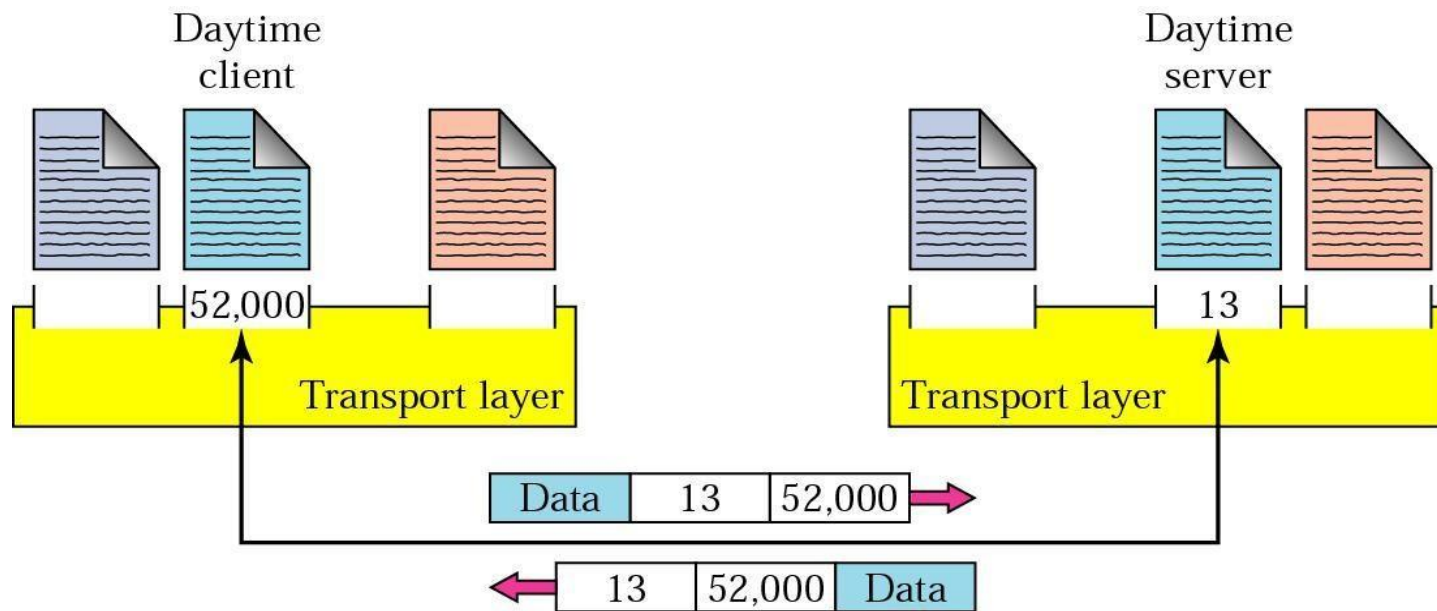 Daytime
client
Daytime
server
52,000
13
Transport layer
Transport layer
Data 13 52,000
13 52,000 Data